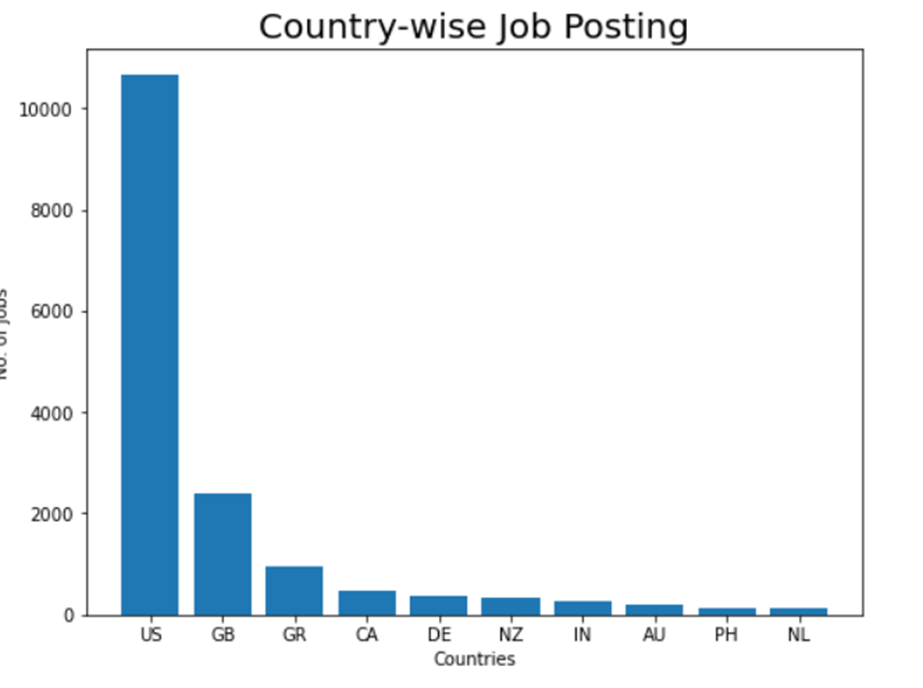 Country-wise Job Posting
10000
8000
6000
4000
2000
0
No. of jobs
US GB GR CA DE NZ IN AU PH NL
Countries